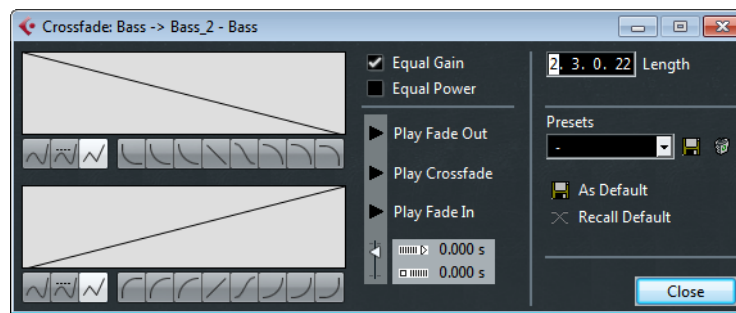 Crossfade: Bass -> Bass_2 - Bass
Equal Gain
Equal Power
Play Fade Out
Play Crossfade
Play Fade In
0.000 s
0.000 s
2. 3. 0. 22 Length
Presets
-
As Default
Recall Default
Close